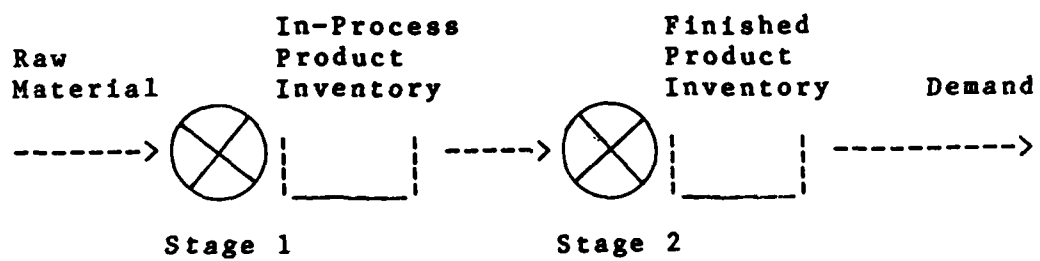 Raw
Material
In-Process
Product
Inventory
Finished
Product
Inventory
Demand
Stage 1
Stage 2